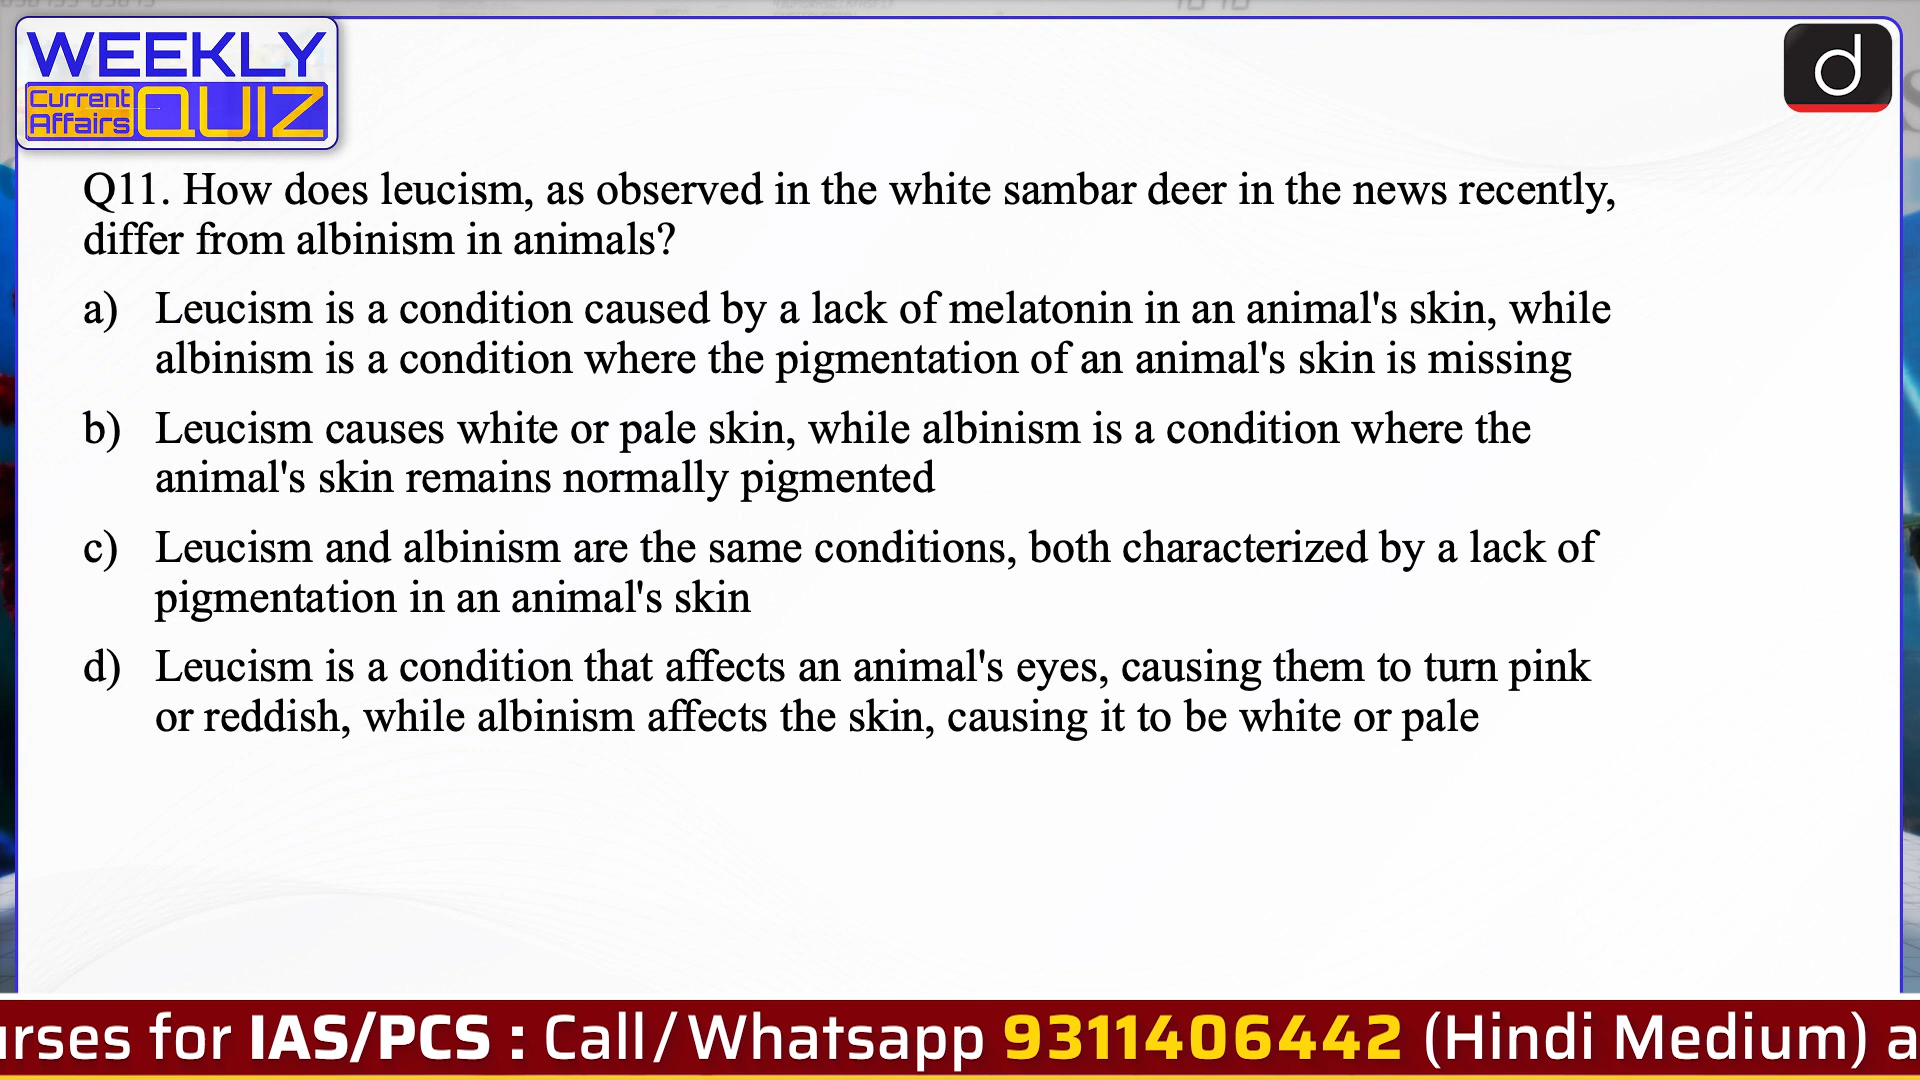 WEEKLY
Current
Affairs
QUIZ
d
Q11. How does leucism, as observed in the white sambar deer in the news recently,
differ from albinism in animals?
a) Leucism is a condition caused by a lack of melatonin in an animal's skin, while
albinism is a condition where the pigmentation of an animal's skin is missing
b) Leucism causes white or pale skin, while albinism is a condition where the
animal's skin remains normally pigmented
c) Leucism and albinism are the same conditions, both characterized by a lack of
pigmentation in an animal's skin
d) Leucism is a condition that affects an animal's eyes, causing them to turn pink
or reddish, while albinism affects the skin, causing it to be white or pale
urses for IAS/PCS : Call/Whatsapp 9311406442 (Hindi Medium) a